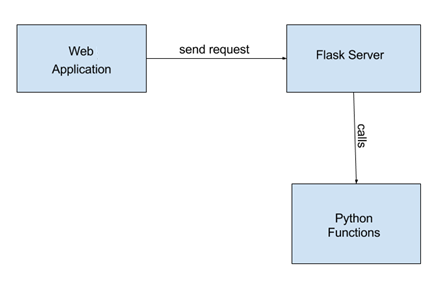 Web
Application
send request
Flask Server
calls
Python
Functions